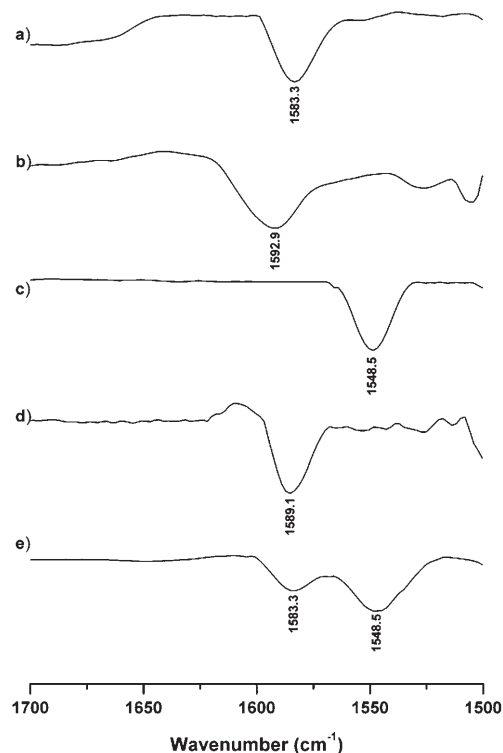 a)
1583.3
b)
1592.9
c)
1548.5
d)
1589.1
e)
1583.3
1548.5
1700 1650 1600 1550 1500
Wavenumber (cm⁻¹)